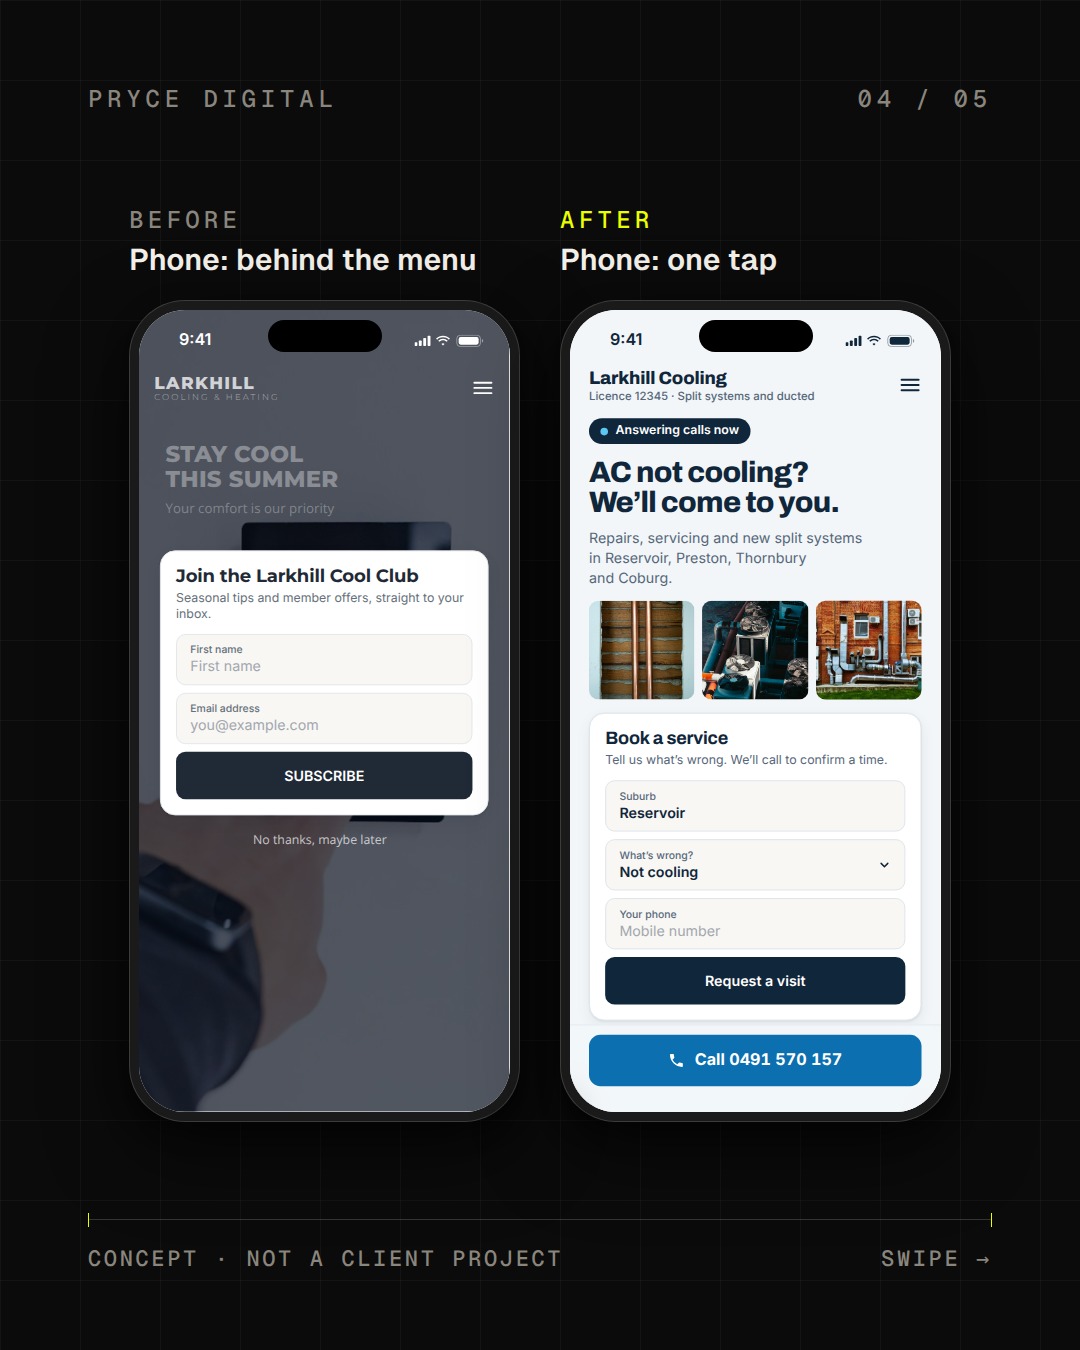 PRYCE DIGITAL
04 / 05
BEFORE
Phone: behind the menu
9:41
LARKHILL
COOLING & HEATING
STAY COOL
THIS SUMMER
Your comfort is our priority
Join the Larkhill Cool Club
Seasonal tips and member offers, straight to your
inbox.
First name
First name
Email address
you@example.com
SUBSCRIBE
No thanks, maybe later
AFTER
Phone: one tap
9:41
Larkhill Cooling
Licence 12345 · Split systems and ducted
Answering calls now
AC not cooling?
We’ll come to you.
Repairs, servicing and new split systems
in Reservoir, Preston, Thornbury
and Coburg.
Book a service
Tell us what’s wrong. We’ll call to confirm a time.
Suburb
Reservoir
What’s wrong?
Not cooling
Your phone
Mobile number
Request a visit
Call 0491 570 157
CONCEPT · NOT A CLIENT PROJECT
SWIPE →